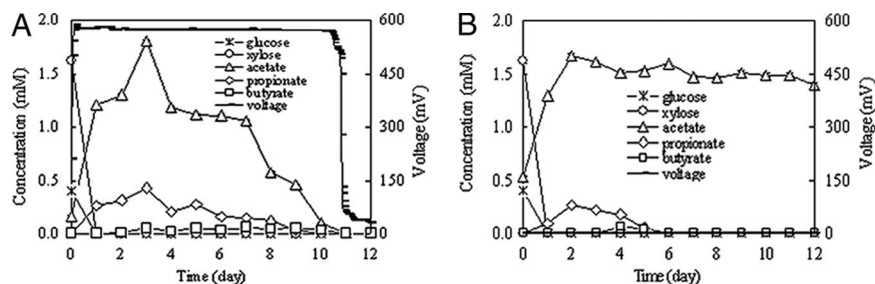 A
2.0
1.5
1.0
0.5
0.0
Concentration (mM)
600
450
300
150
0
Voltage (mV)
glucose
xylose
acetate
propionate
butyrate
voltage
0 2 4 6 8 10 12
Time (day)
B
2.0
1.5
1.0
0.5
0.0
Concentration (mM)
600
450
300
150
0
Voltage (mV)
glucose
xylose
acetate
propionate
butyrate
voltage
0 2 4 6 8 10 12
Time (day)